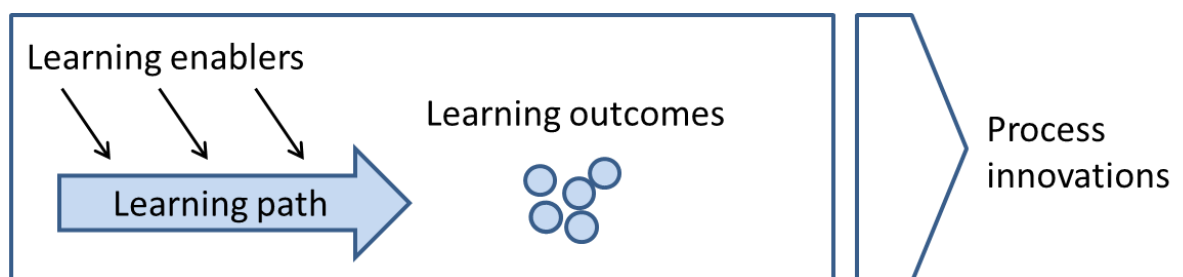 Learning enablers
Learning outcomes
Learning path
Process
innovations